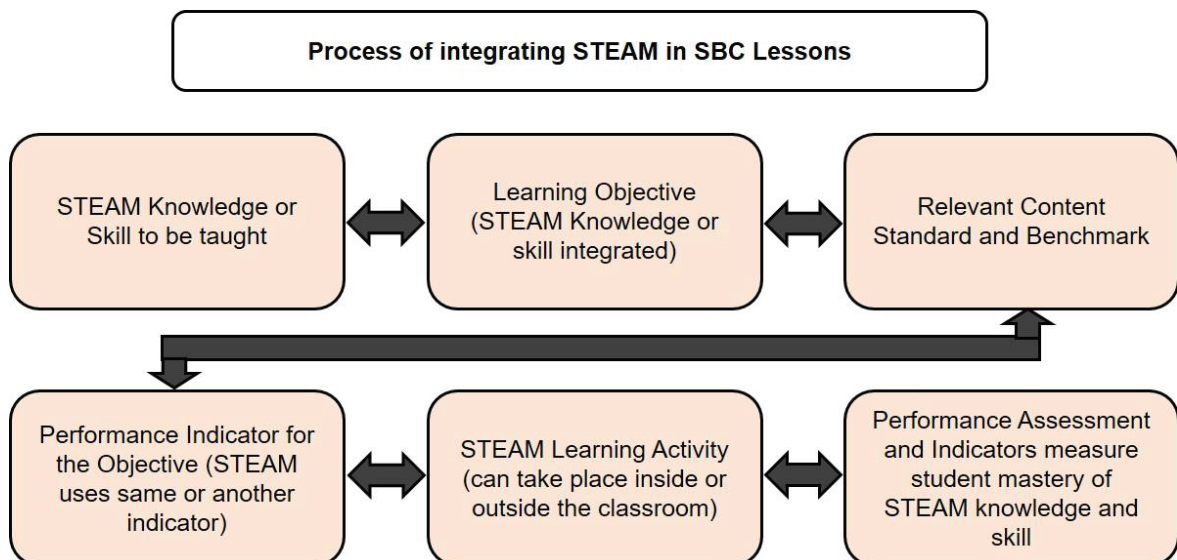 Process of integrating STEAM in SBC Lessons
STEAM Knowledge or
Skill to be taught
Learning Objective
(STEAM Knowledge or
skill integrated)
Relevant Content
Standard and Benchmark
Performance Indicator for
the Objective (STEAM
uses same or another
indicator)
STEAM Learning Activity
(can take place inside or
outside the classroom)
Performance Assessment
and Indicators measure
student mastery of
STEAM knowledge and
skill